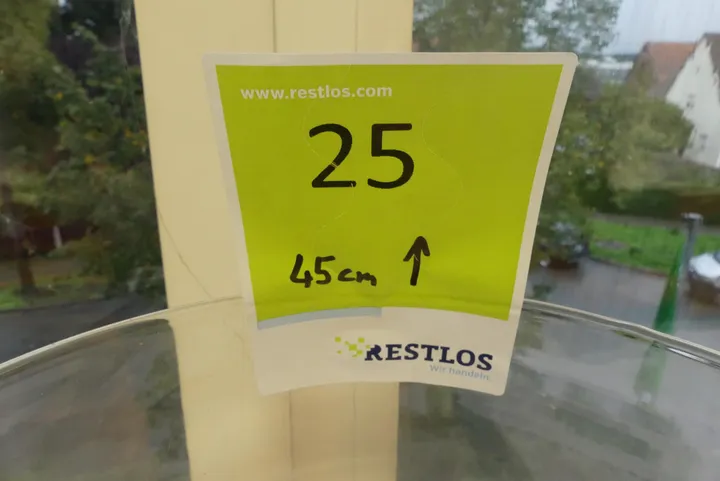 www.restlos.com
25
45cm ↑
RESTLOS
Wir handeln.